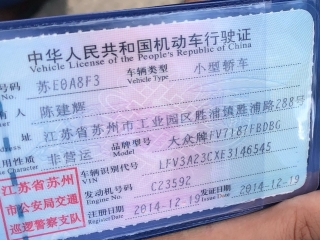 中华人民共和国机动车行驶证
Vehicle License of the People's Republic of China
号码 苏E0A8F3 车辆类型 Vehicle Type 小型轿车
人 陈建辉
址 江苏省苏州市工业园区胜浦镇胜浦路288号
用性质 非营运 品牌型号 Model 大众牌FV7187FBDBG
车辆识别代号 VIN LFV3A23CXE3146545
江苏省苏州市公安局交通巡逻警察支队
发动机号码 Engine No. C23592
注册日期 Register Date 2014-12-19 2014-12-19